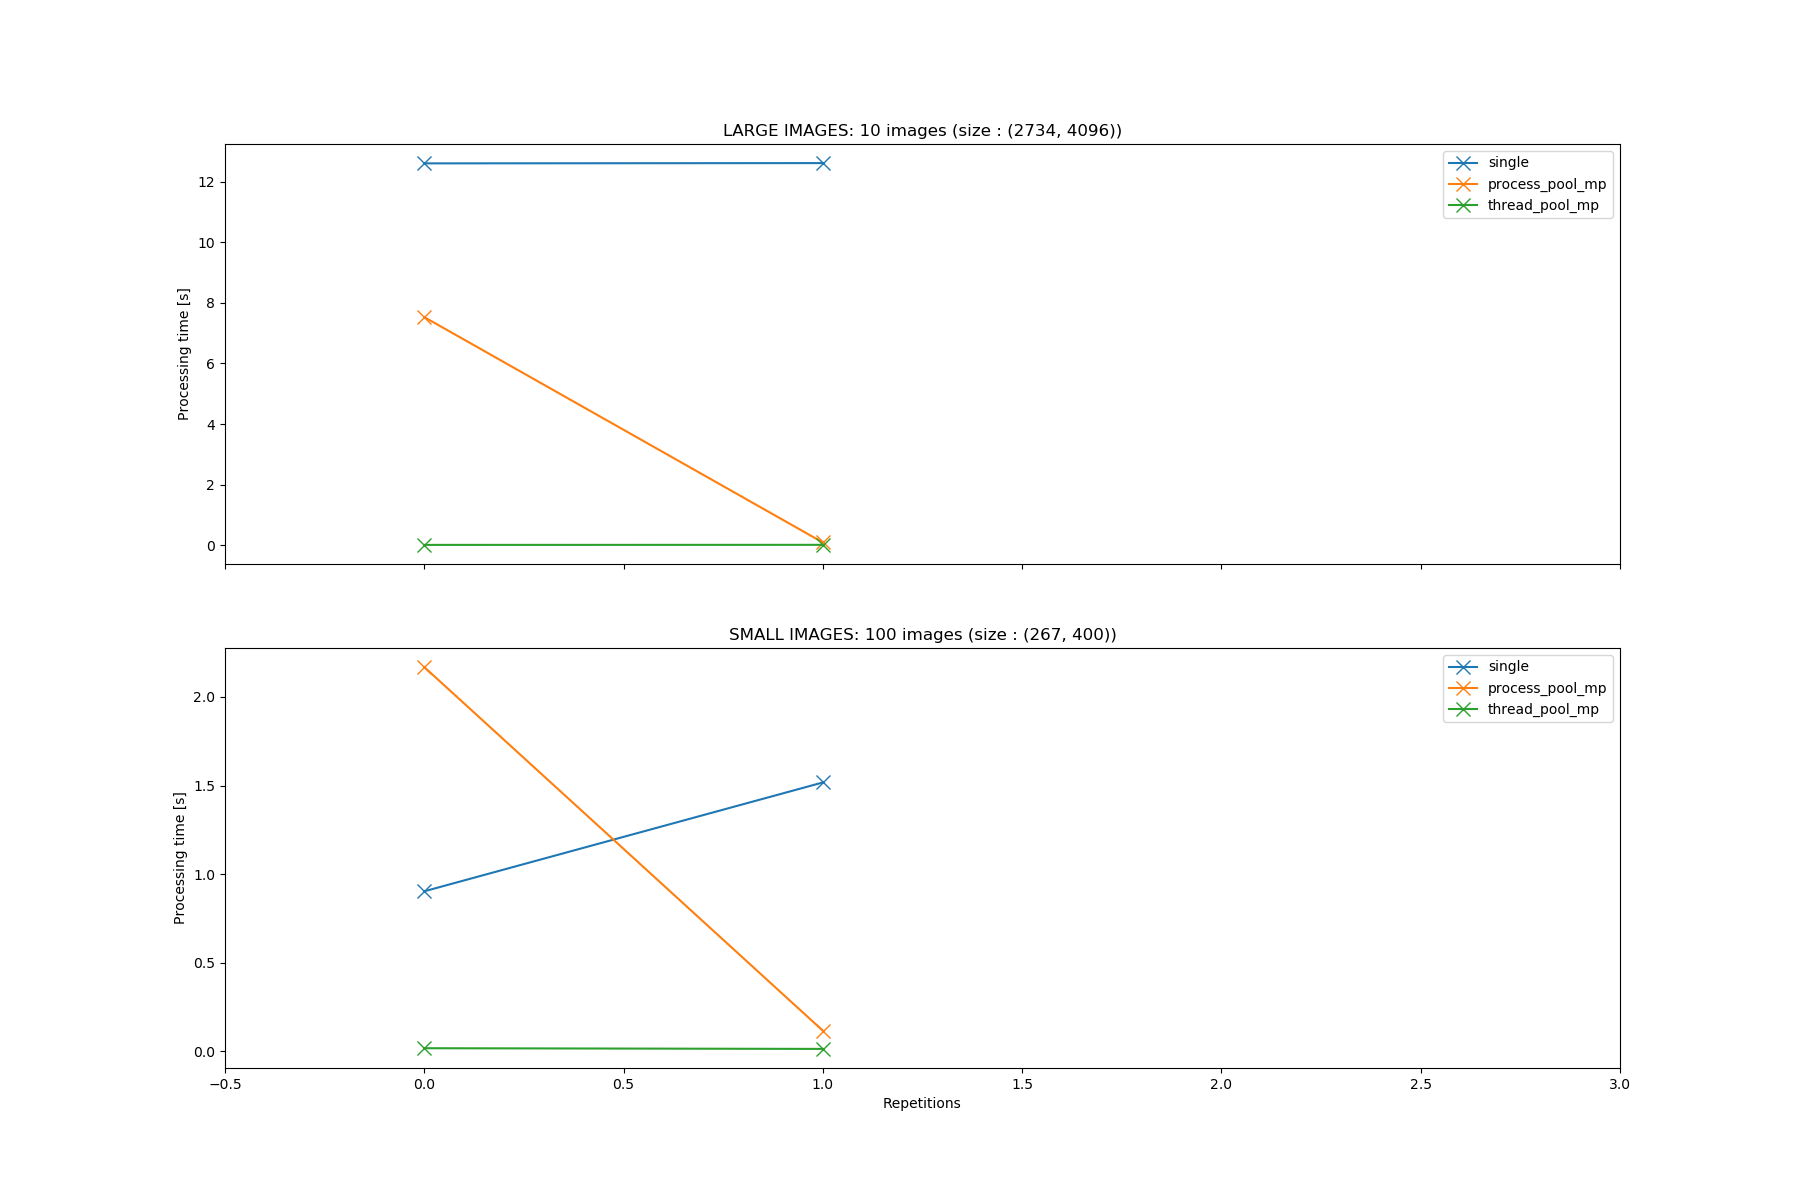 LARGE IMAGES: 10 images (size : (2734, 4096))
12
10
8
6
4
2
0
Processing time [s]
single
process_pool_mp
thread_pool_mp
SMALL IMAGES: 100 images (size : (267, 400))
2.0
1.5
1.0
0.5
0.0
Processing time [s]
single
process_pool_mp
thread_pool_mp
−0.5 0.0 0.5 1.0 1.5 2.0 2.5 3.0
Repetitions